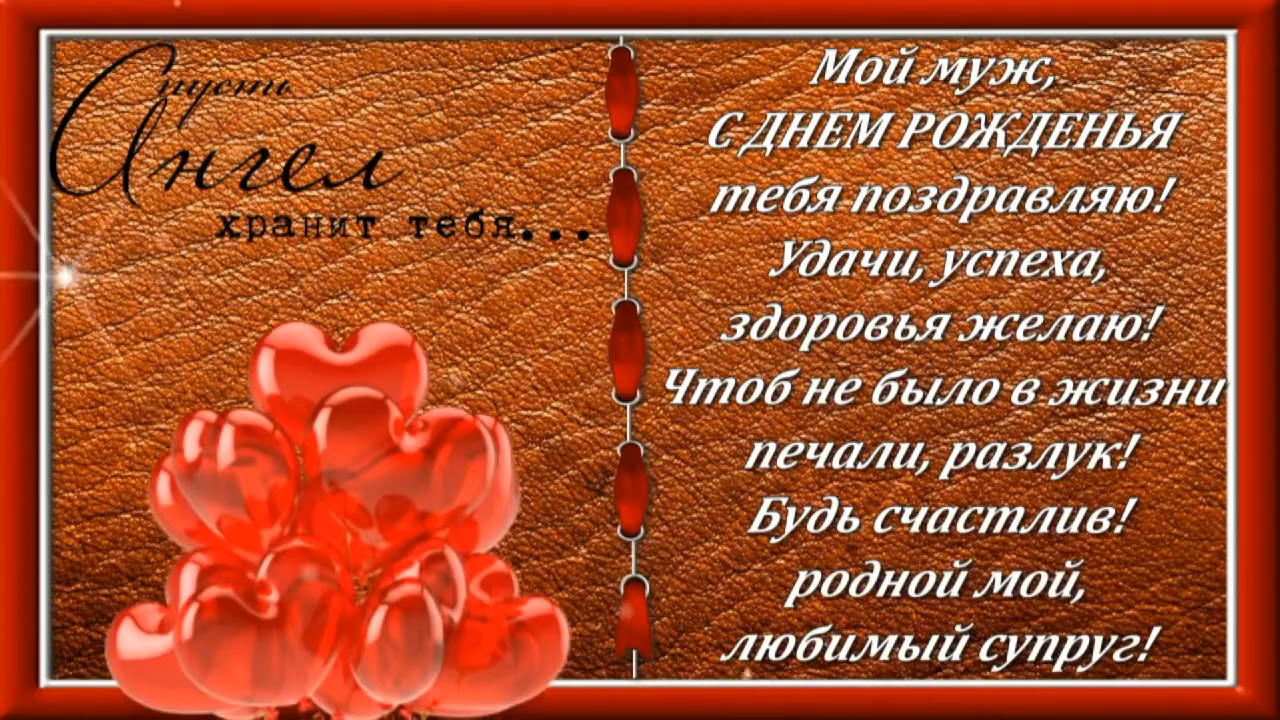 пусть
Ангел
хранит тебя...
Мой муж,
С ДНЕМ РОЖДЕНЬЯ
тебя поздравляю!
Удачи, успеха,
здоровья желаю!
Чтоб не было в жизни
печали, разлук!
Будь счастлив!
родной мой,
любимый супруг!